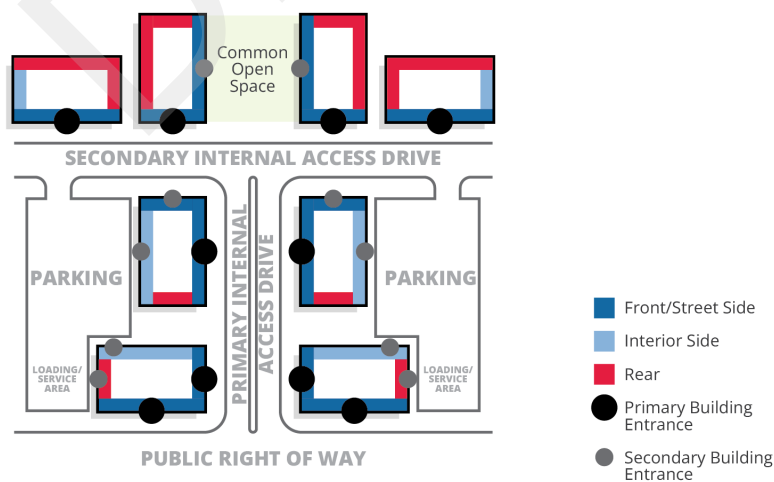 Common
Open
Space
SECONDARY INTERNAL ACCESS DRIVE
PARKING
PRIMARY INTERNAL
ACCESS DRIVE
PARKING
LOADING/
SERVICE
AREA
LOADING/
SERVICE
AREA
PUBLIC RIGHT OF WAY
Front/Street Side
Interior Side
Rear
Primary Building
Entrance
Secondary Building
Entrance